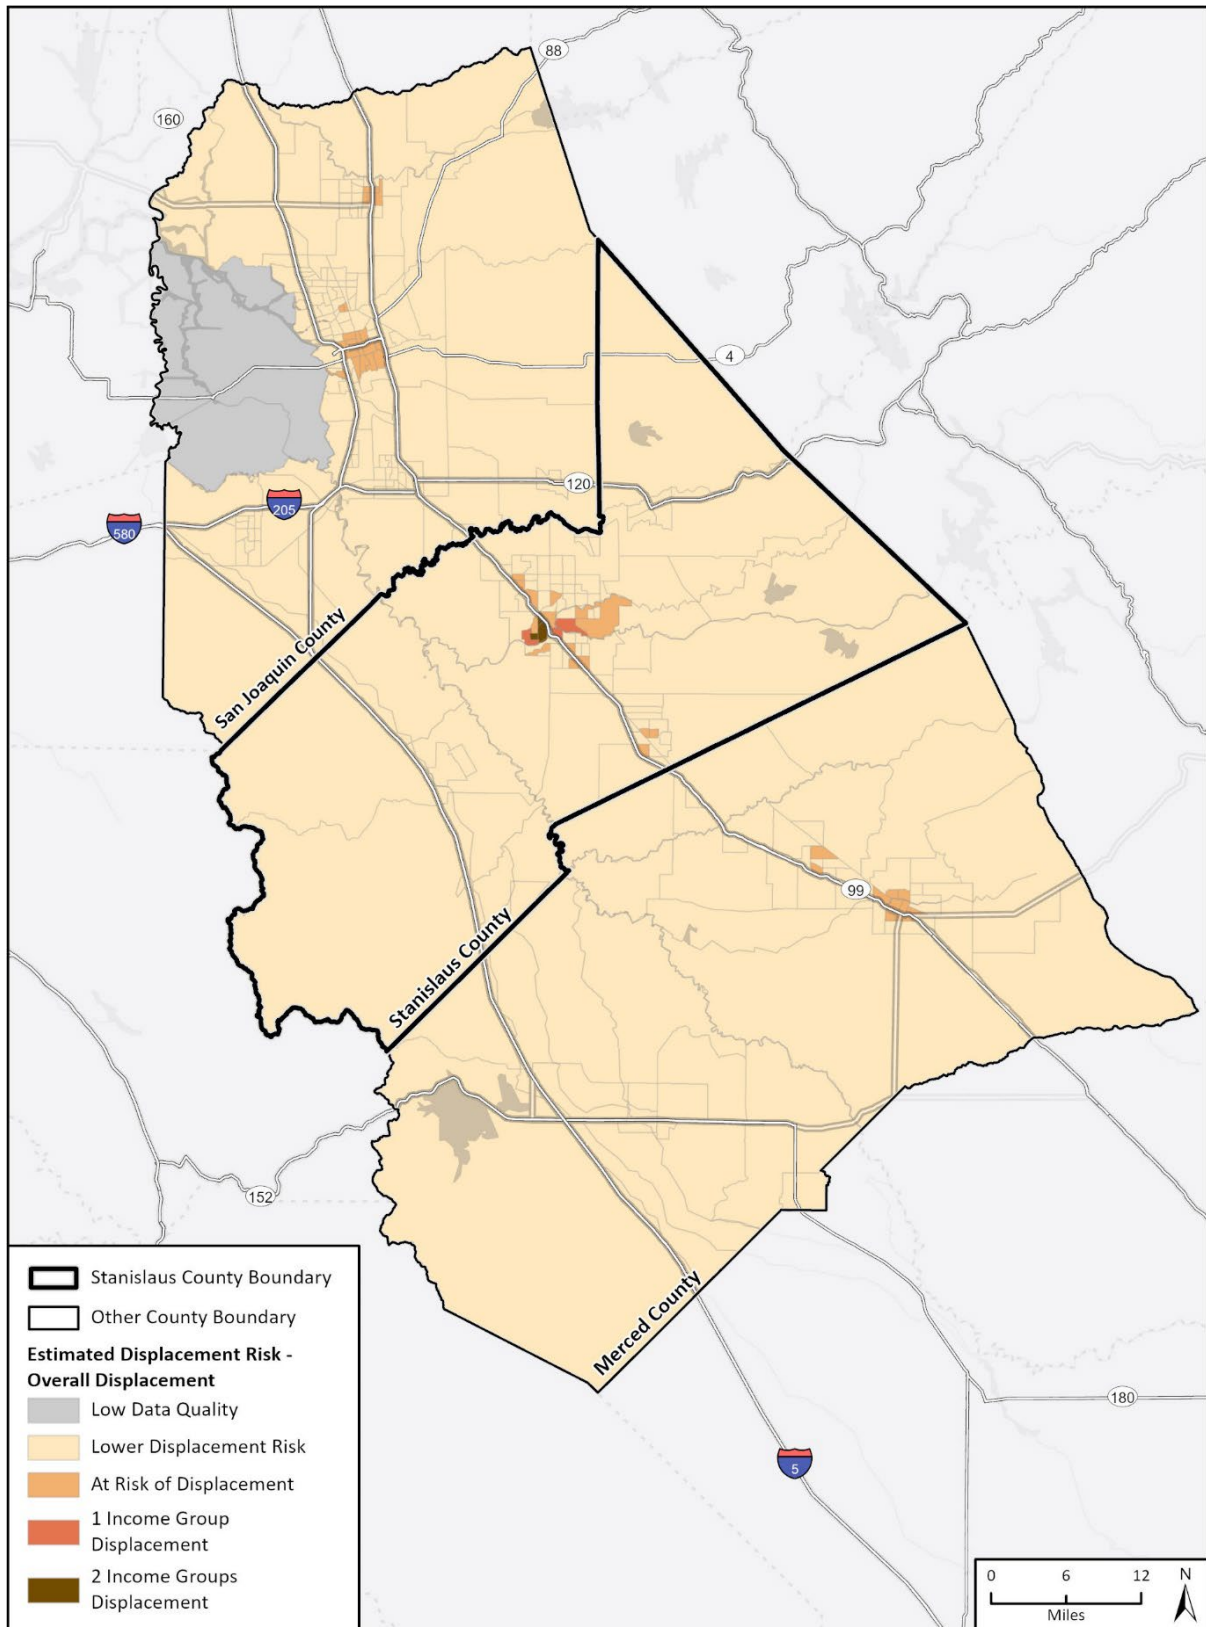 88
160
4
120
205
580
San Joaquin County
99
Stanislaus County
152
Merced County
180
5
Stanislaus County Boundary
Other County Boundary
Estimated Displacement Risk -
Overall Displacement
Low Data Quality
Lower Displacement Risk
At Risk of Displacement
1 Income Group
Displacement
2 Income Groups
Displacement
0 6 12
Miles
N